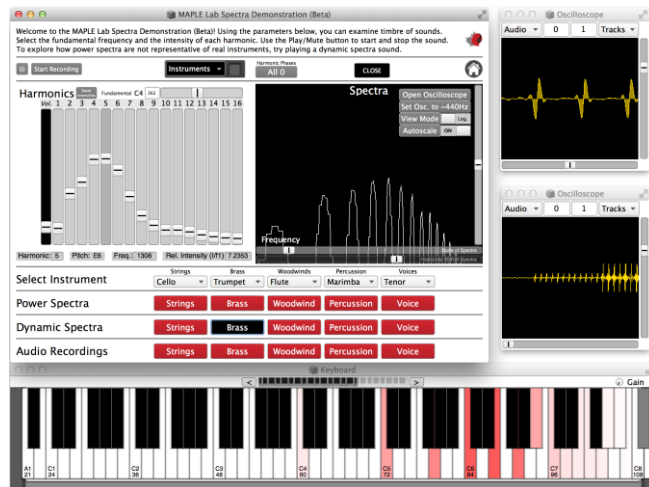 MAPLE Lab Spectra Demonstration (Beta)
Welcome to the MAPLE Lab Spectra Demonstration (Beta)! Using the parameters below, you can examine timbre of sounds.
Select the fundamental frequency and the intensity of each harmonic. Use the Play/Mute button to start and stop the sound.
To explore how power spectra are not representative of real instruments, try playing a dynamic spectra sound.
Start Recording
Instruments
Harmonic Phases
All 0
CLOSE
Harmonics
Fundamental C4 262
Vol. 1 2 3 4 5 6 7 8 9 10 11 12 13 14 15 16
Harmonic: 5 Pitch: E6 Freq.: 1308 Rel. Intensity (I/I1): 7.2353
Spectra
Open Oscilloscope
Set Osc. to ~440Hz
View Mode Log.
Autoscale ON
Frequency
Strings Brass Woodwinds Percussion Voices
Select Instrument Cello Trumpet Flute Marimba Tenor
Power Spectra Strings Brass Woodwind Percussion Voice
Dynamic Spectra Strings Brass Woodwind Percussion Voice
Audio Recordings Strings Brass Woodwind Percussion Voice
Oscilloscope
Audio 0 1 Tracks
Oscilloscope
Audio 0 1 Tracks
Keyboard
< >
Gain
A1 C1 C2 C3 C4 C5 C6 C7 C8
21 24 36 48 60 72 84 96 108